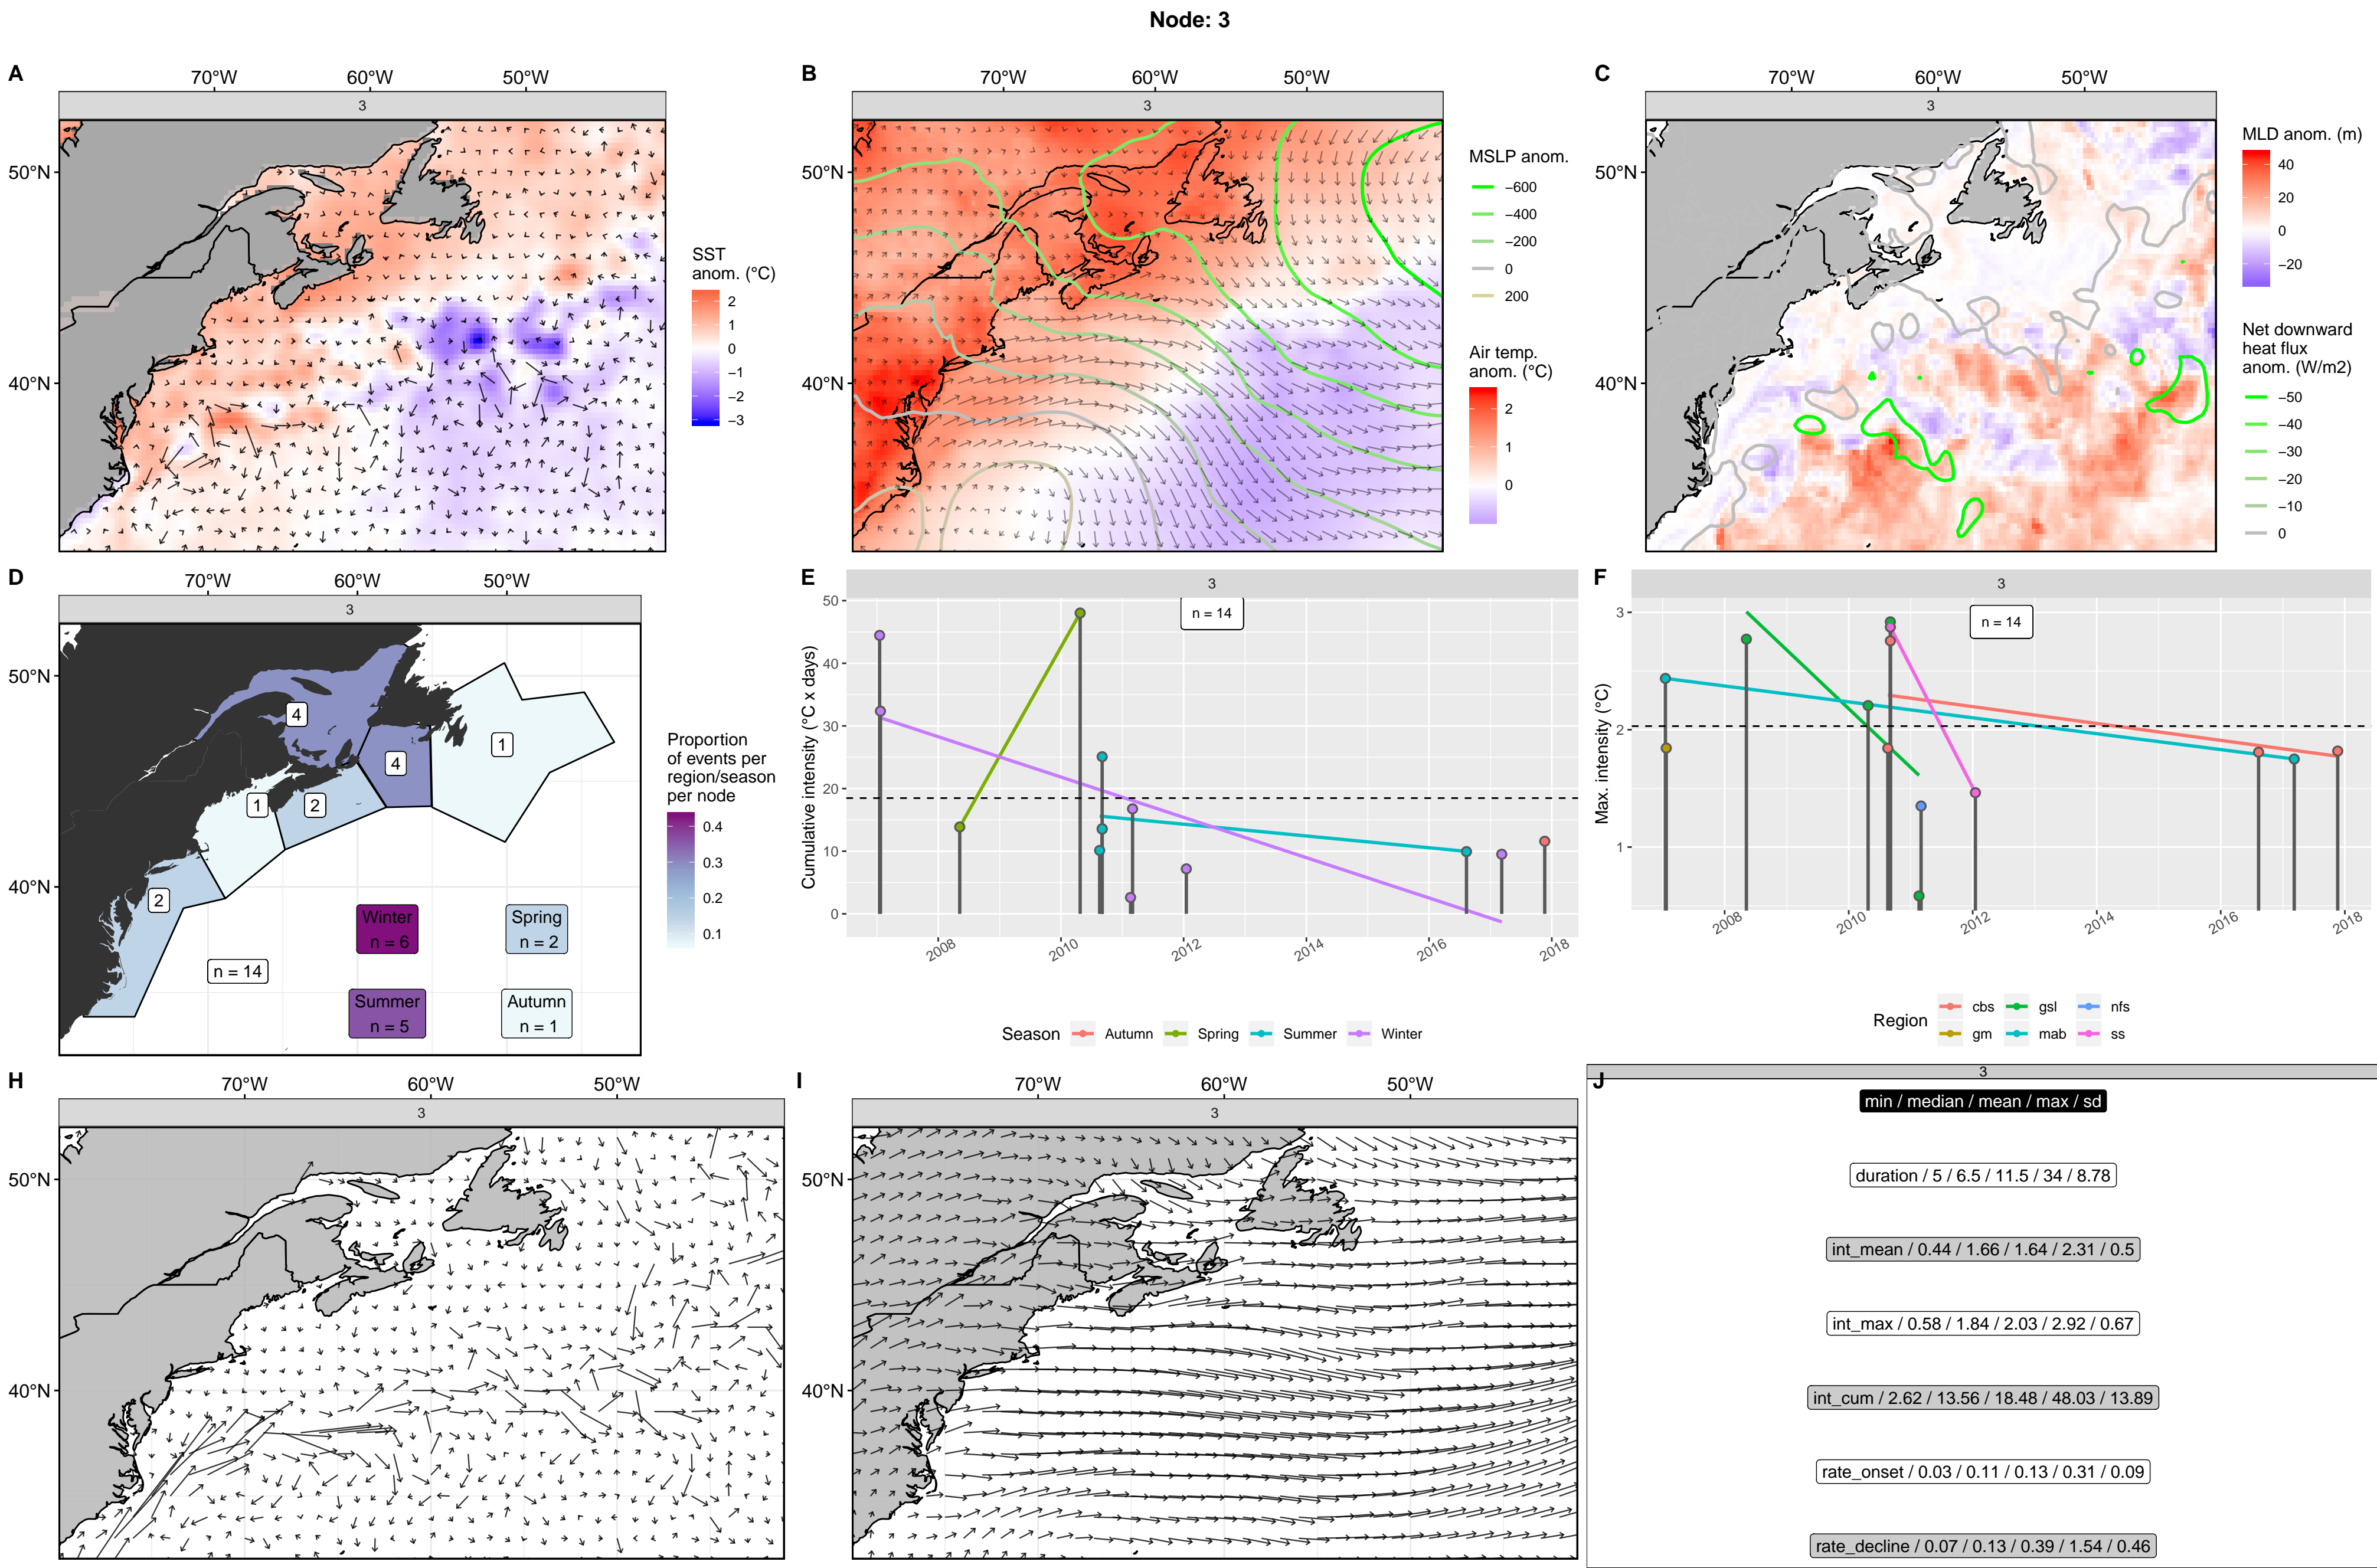 Node: 3
A
70°W 60°W 50°W
3
50°N
40°N
SST
anom. (°C)
2
1
0
−1
−2
−3
B
70°W 60°W 50°W
3
50°N
40°N
MSLP anom.
−600
−400
−200
0
200
Air temp.
anom. (°C)
2
1
0
C
70°W 60°W 50°W
3
50°N
40°N
MLD anom. (m)
40
20
0
−20
Net downward
heat flux
anom. (W/m2)
−50
−40
−30
−20
−10
0
D
70°W 60°W 50°W
3
50°N
40°N
4
4
1
1
2
2
n = 14
Winter
n = 6
Spring
n = 2
Summer
n = 5
Autumn
n = 1
Proportion
of events per
region/season
per node
0.4
0.3
0.2
0.1
E
3
n = 14
Cumulative intensity (°C x days)
50
40
30
20
10
0
2008 2010 2012 2014 2016 2018
Season Autumn Spring Summer Winter
F
3
n = 14
Max. intensity (°C)
3
2
1
2008 2010 2012 2014 2016 2018
Region
cbs gsl nfs
gm mab ss
H
70°W 60°W 50°W
3
50°N
40°N
I
70°W 60°W 50°W
3
50°N
40°N
J
3
min / median / mean / max / sd
duration / 5 / 6.5 / 11.5 / 34 / 8.78
int_mean / 0.44 / 1.66 / 1.64 / 2.31 / 0.5
int_max / 0.58 / 1.84 / 2.03 / 2.92 / 0.67
int_cum / 2.62 / 13.56 / 18.48 / 48.03 / 13.89
rate_onset / 0.03 / 0.11 / 0.13 / 0.31 / 0.09
rate_decline / 0.07 / 0.13 / 0.39 / 1.54 / 0.46